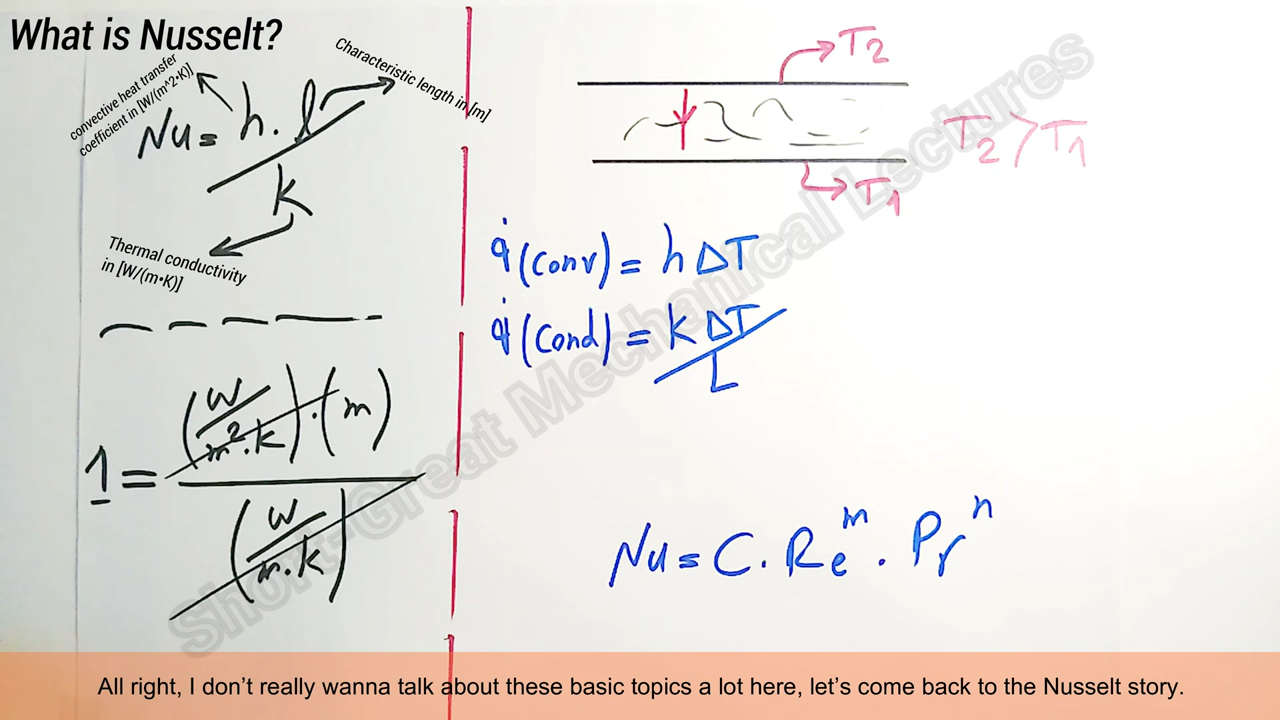 What is Nusselt?
convective heat transfer
coefficient in [W/(m^2•K)]
Characteristic length in [m]
Nu = h . l
k
Thermal conductivity
in [W/(m•K)]
1 = (W/m².k) . (m)
(W/m.k)
T2
T1
T2 > T1
q̇ (Conv) = h ΔT
q̇ (Cond) = k ΔT
L
Nu = C . Re^m . Pr^n
Short-Great Mechanical Lectures
All right, I don't really wanna talk about these basic topics a lot here, let's come back to the Nusselt story.